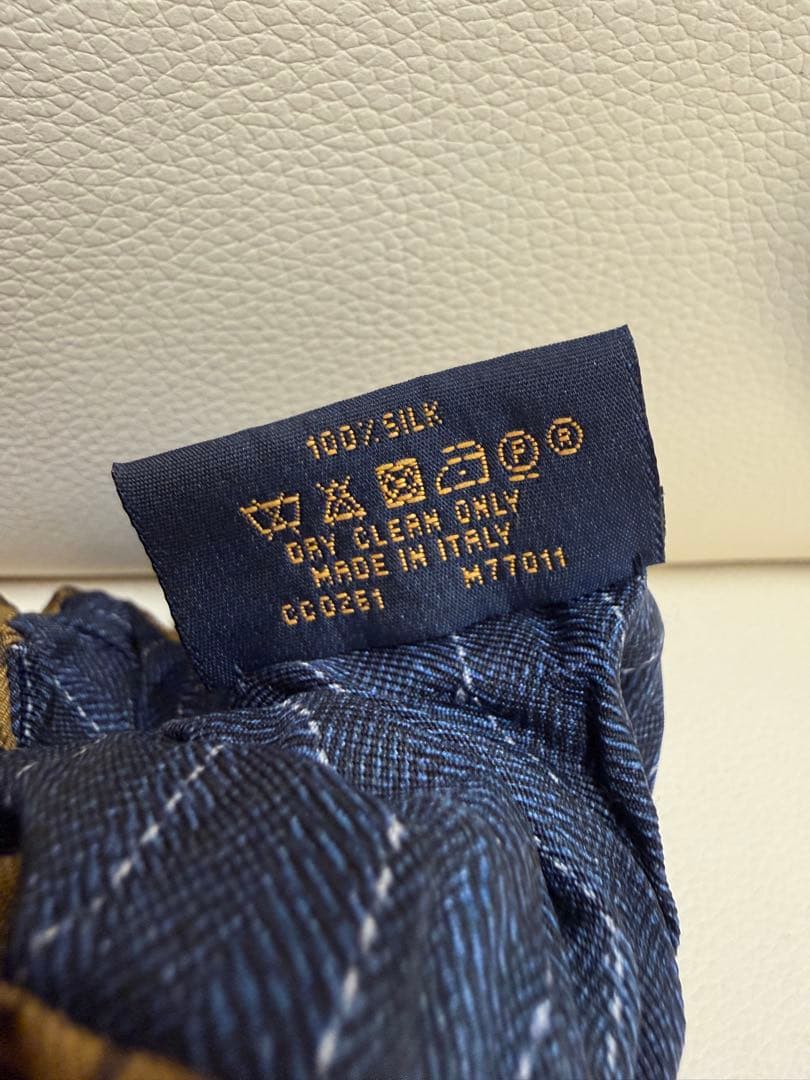 100% SILK
P R
DRY CLEAN ONLY
MADE IN ITALY
CC0261 M77011